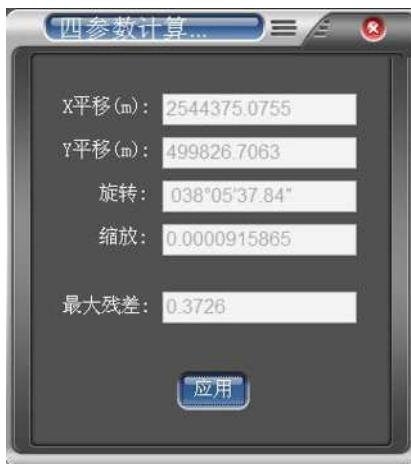 四参数计算...
X平移(m): 2544375.0755
Y平移(m): 499826.7063
旋转: 038°05'37.84"
缩放: 0.0000915865
最大残差: 0.3726
应用